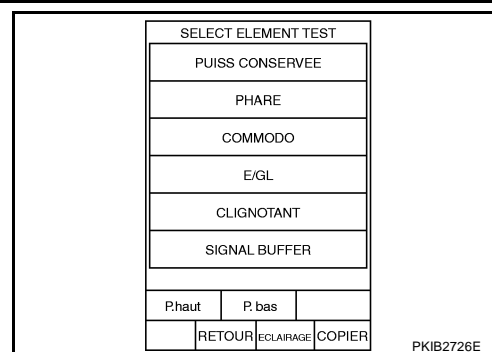 SELECT ELEMENT TEST
PUISS CONSERVEE
PHARE
COMMODO
E/GL
CLIGNOTANT
SIGNAL BUFFER
P.haut P. bas
RETOUR ECLAIRAGE COPIER
PKIB2726E